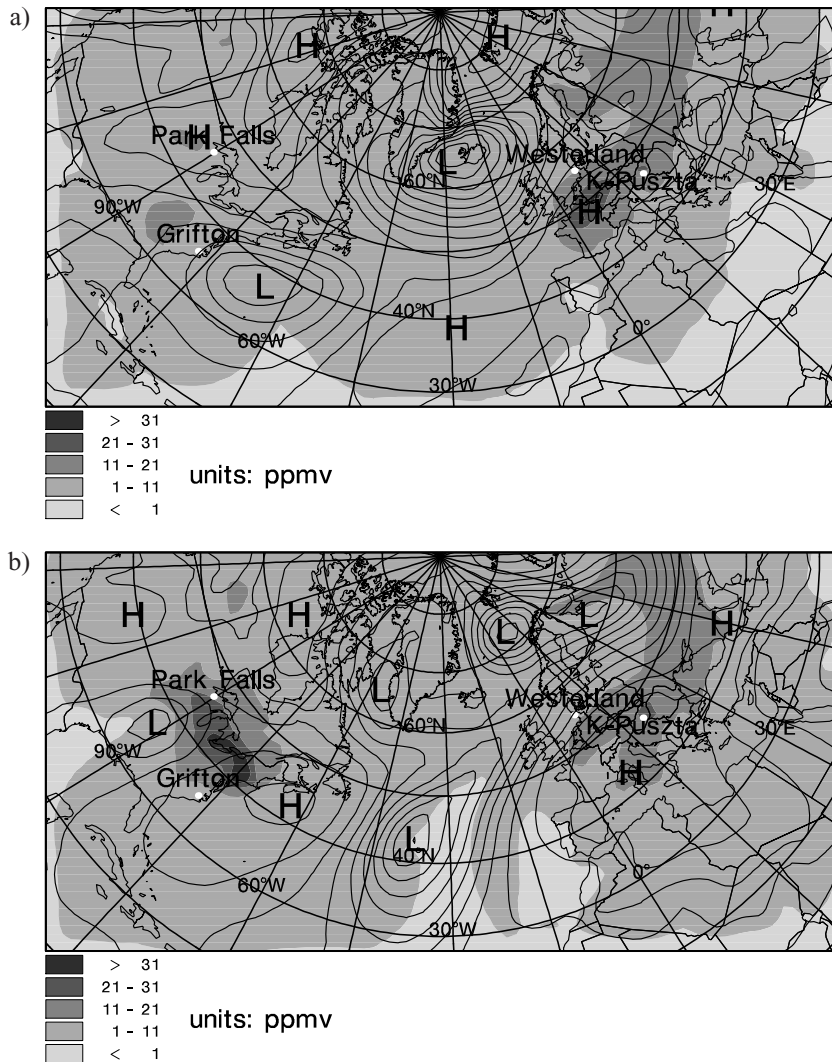 a)
H
H
H
H
Park Falls
Westerland
L
60°N
K-Puszta
30°E
90°W
H
Grifton
L
40°N
H
0°
60°W
30°W
> 31
21 - 31
11 - 21
1 - 11
< 1
units: ppmv
b)
H
H
L
L
H
Park Falls
L
Westerland
L
60°N
K-Puszta
30°E
90°W
H
Grifton
H
L
40°N
0°
60°W
30°W
> 31
21 - 31
11 - 21
1 - 11
< 1
units: ppmv